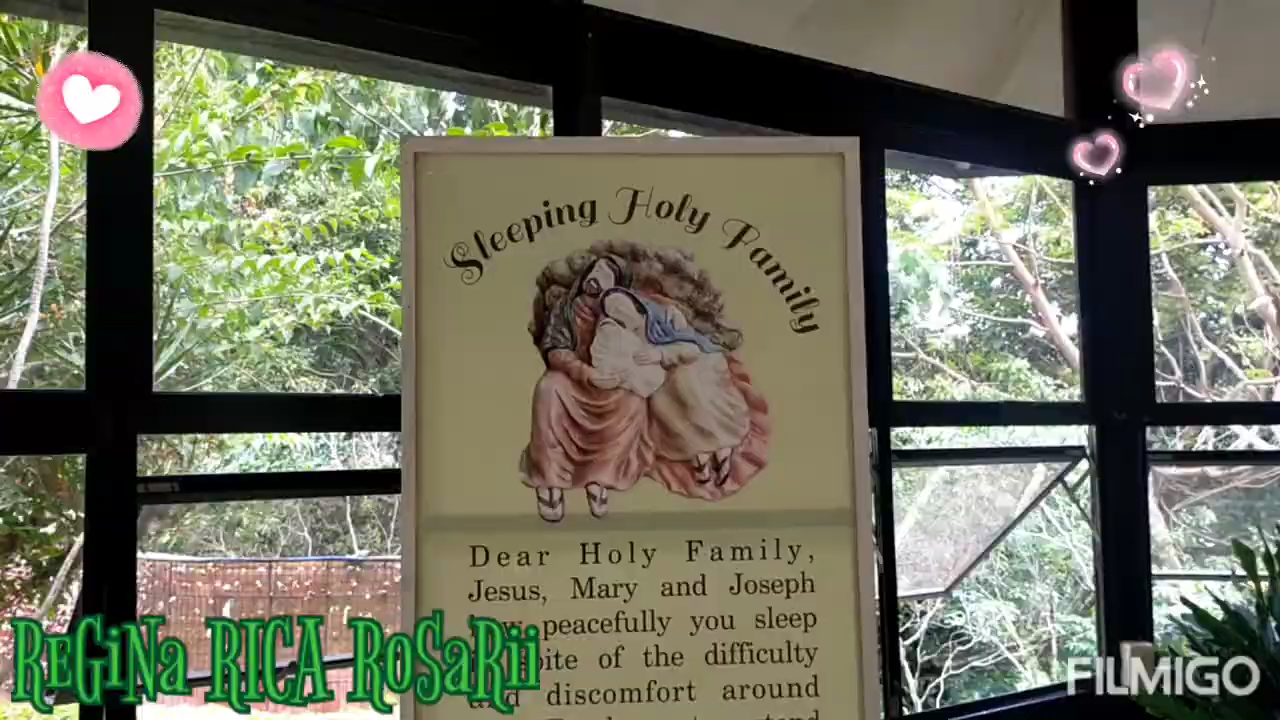 Sleeping Holy Family
Dear Holy Family,
Jesus, Mary and Joseph
peacefully you sleep
of the difficulty
and discomfort around
ReGiNa RICA RoSaRii
FILMIGO